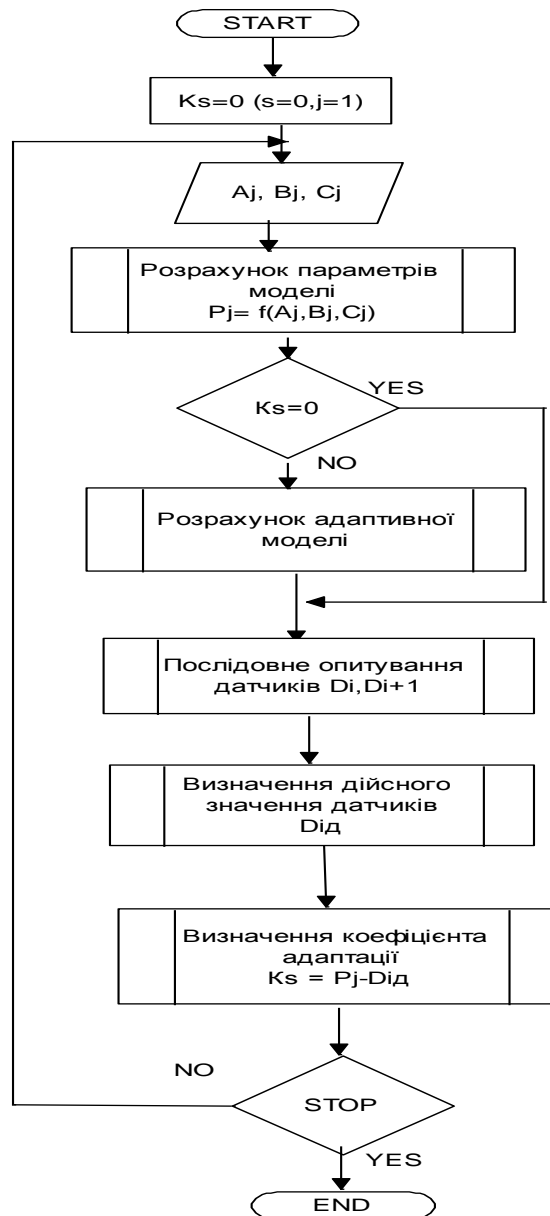 START
Ks=0 (s=0,j=1)
Aj, Bj, Cj
Розрахунок параметрів
моделі
Pj= f(Aj,Bj,Cj)
YES
Ks=0
NO
Розрахунок адаптивної
моделі
Послідовне опитування
датчиків Di,Di+1
Визначення дійсного
значення датчиків
Dід
Визначення коефіцієнта
адаптації
Ks = Pj-Dід
NO
STOP
YES
END